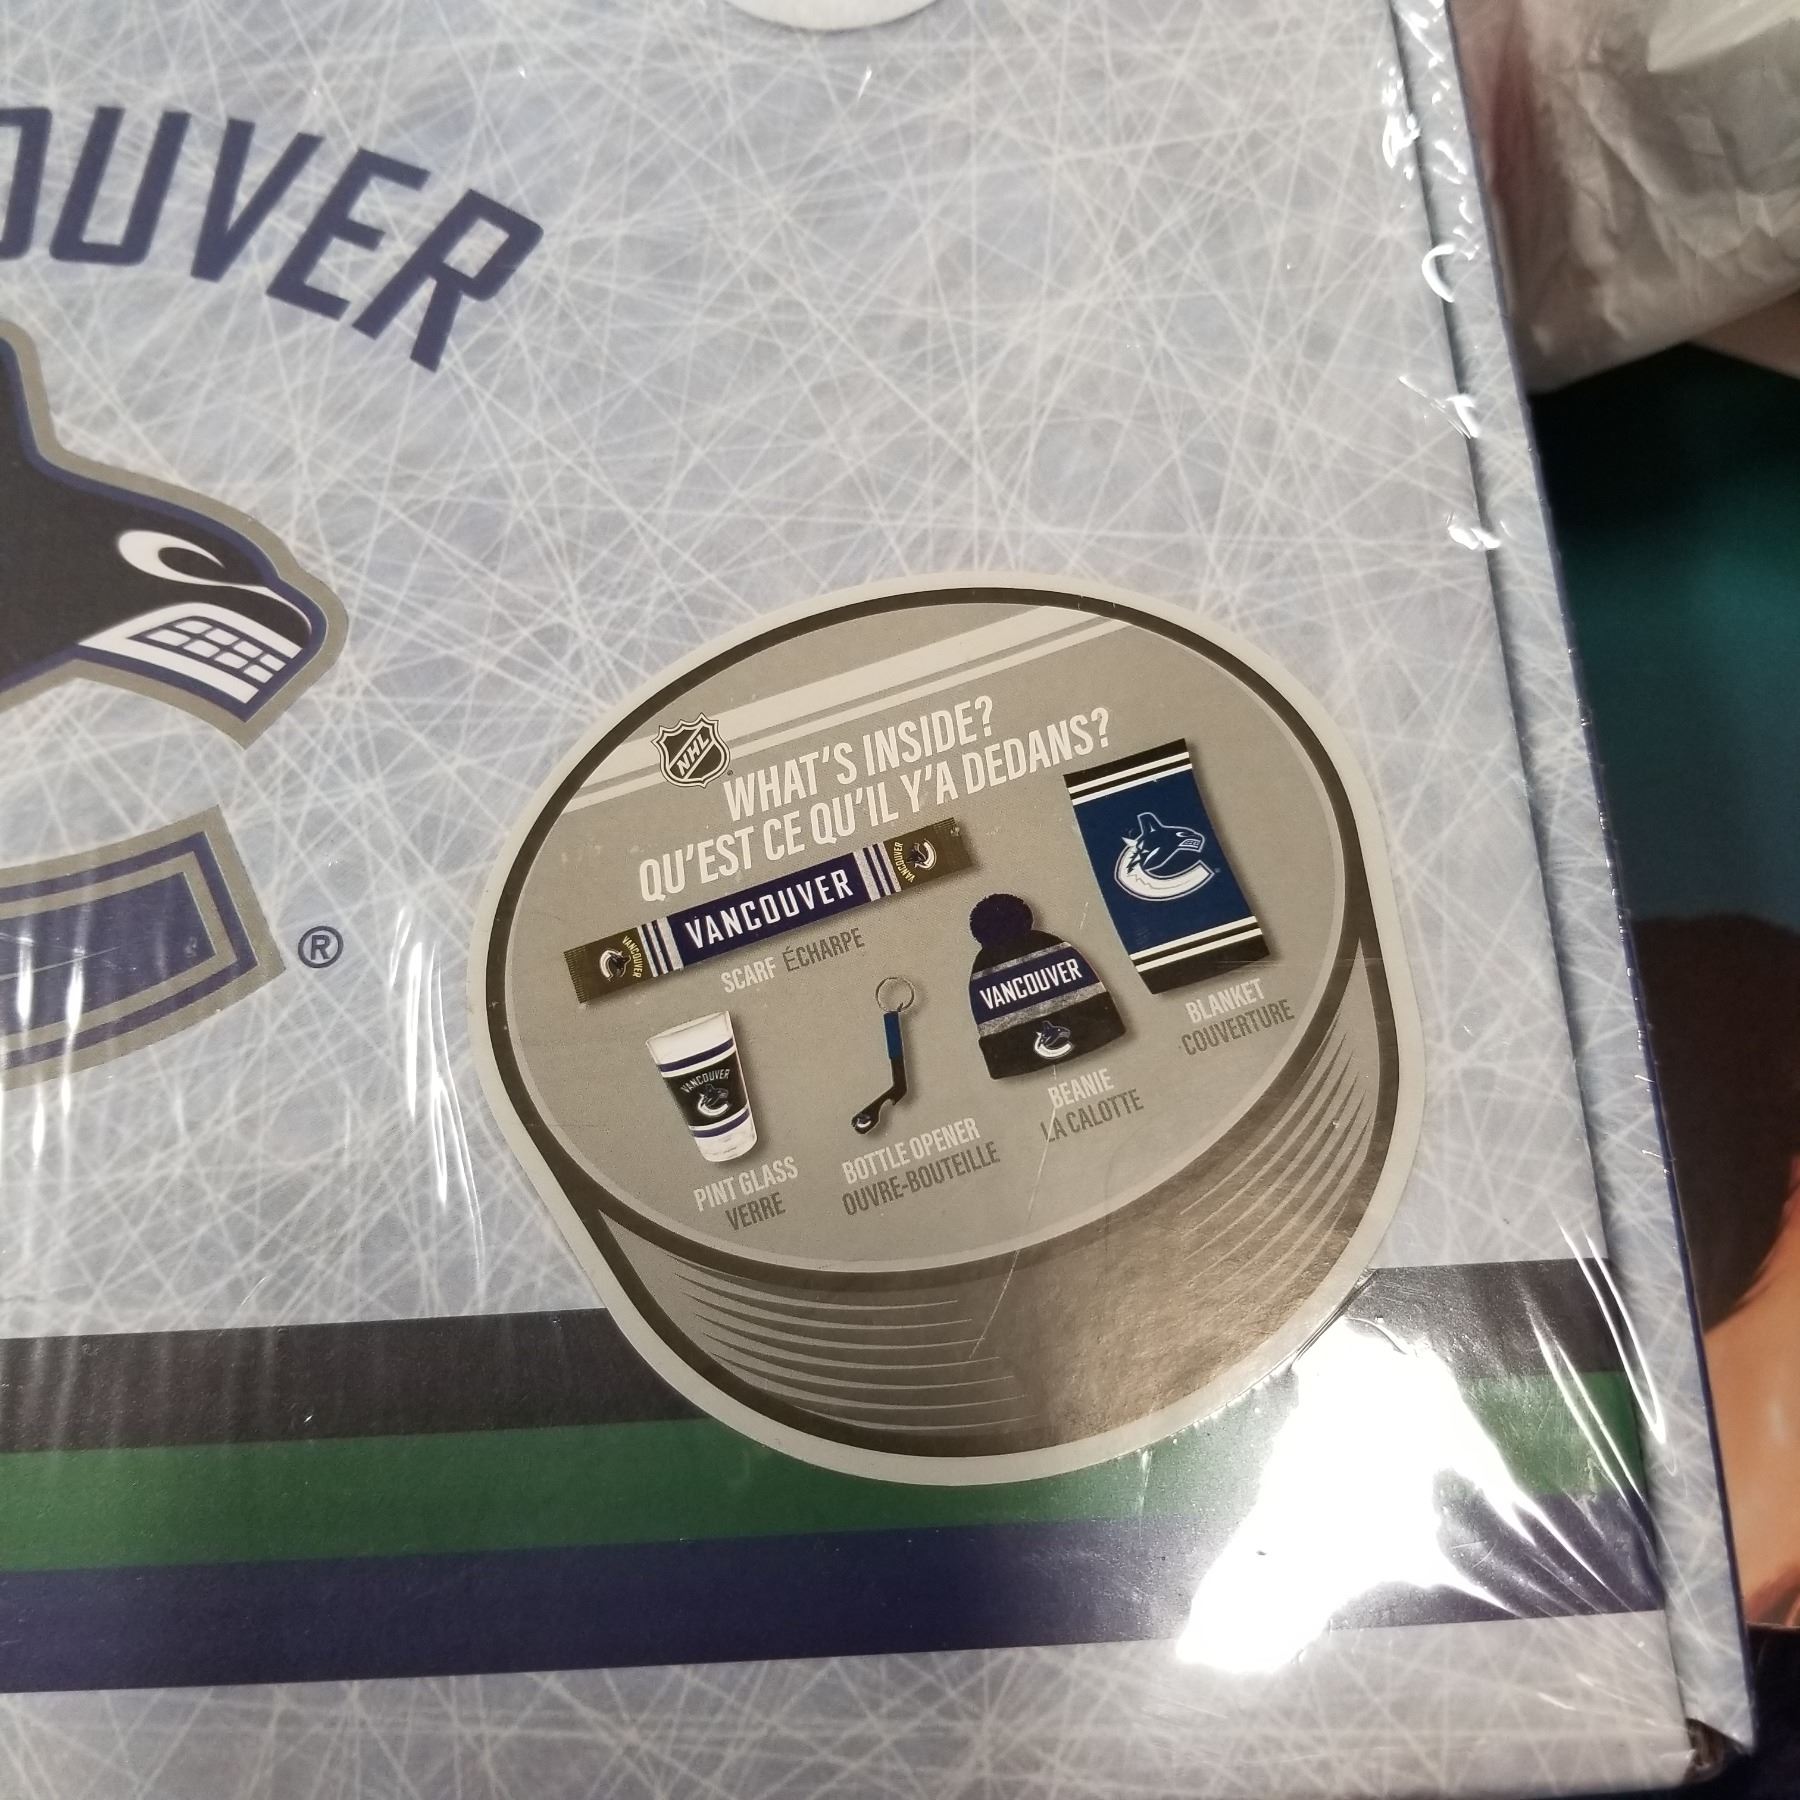 OUVER
®
NHL
WHAT'S INSIDE?
QU'EST CE QU'IL Y'A DEDANS?
VANCOUVER
VANCOUVER
VANCOUVER
SCARF ÉCHARPE
VANCOUVER
PINT GLASS
VERRE
BOTTLE OPENER
OUVRE-BOUTEILLE
VANCOUVER
BEANIE
LA CALOTTE
BLANKET
COUVERTURE